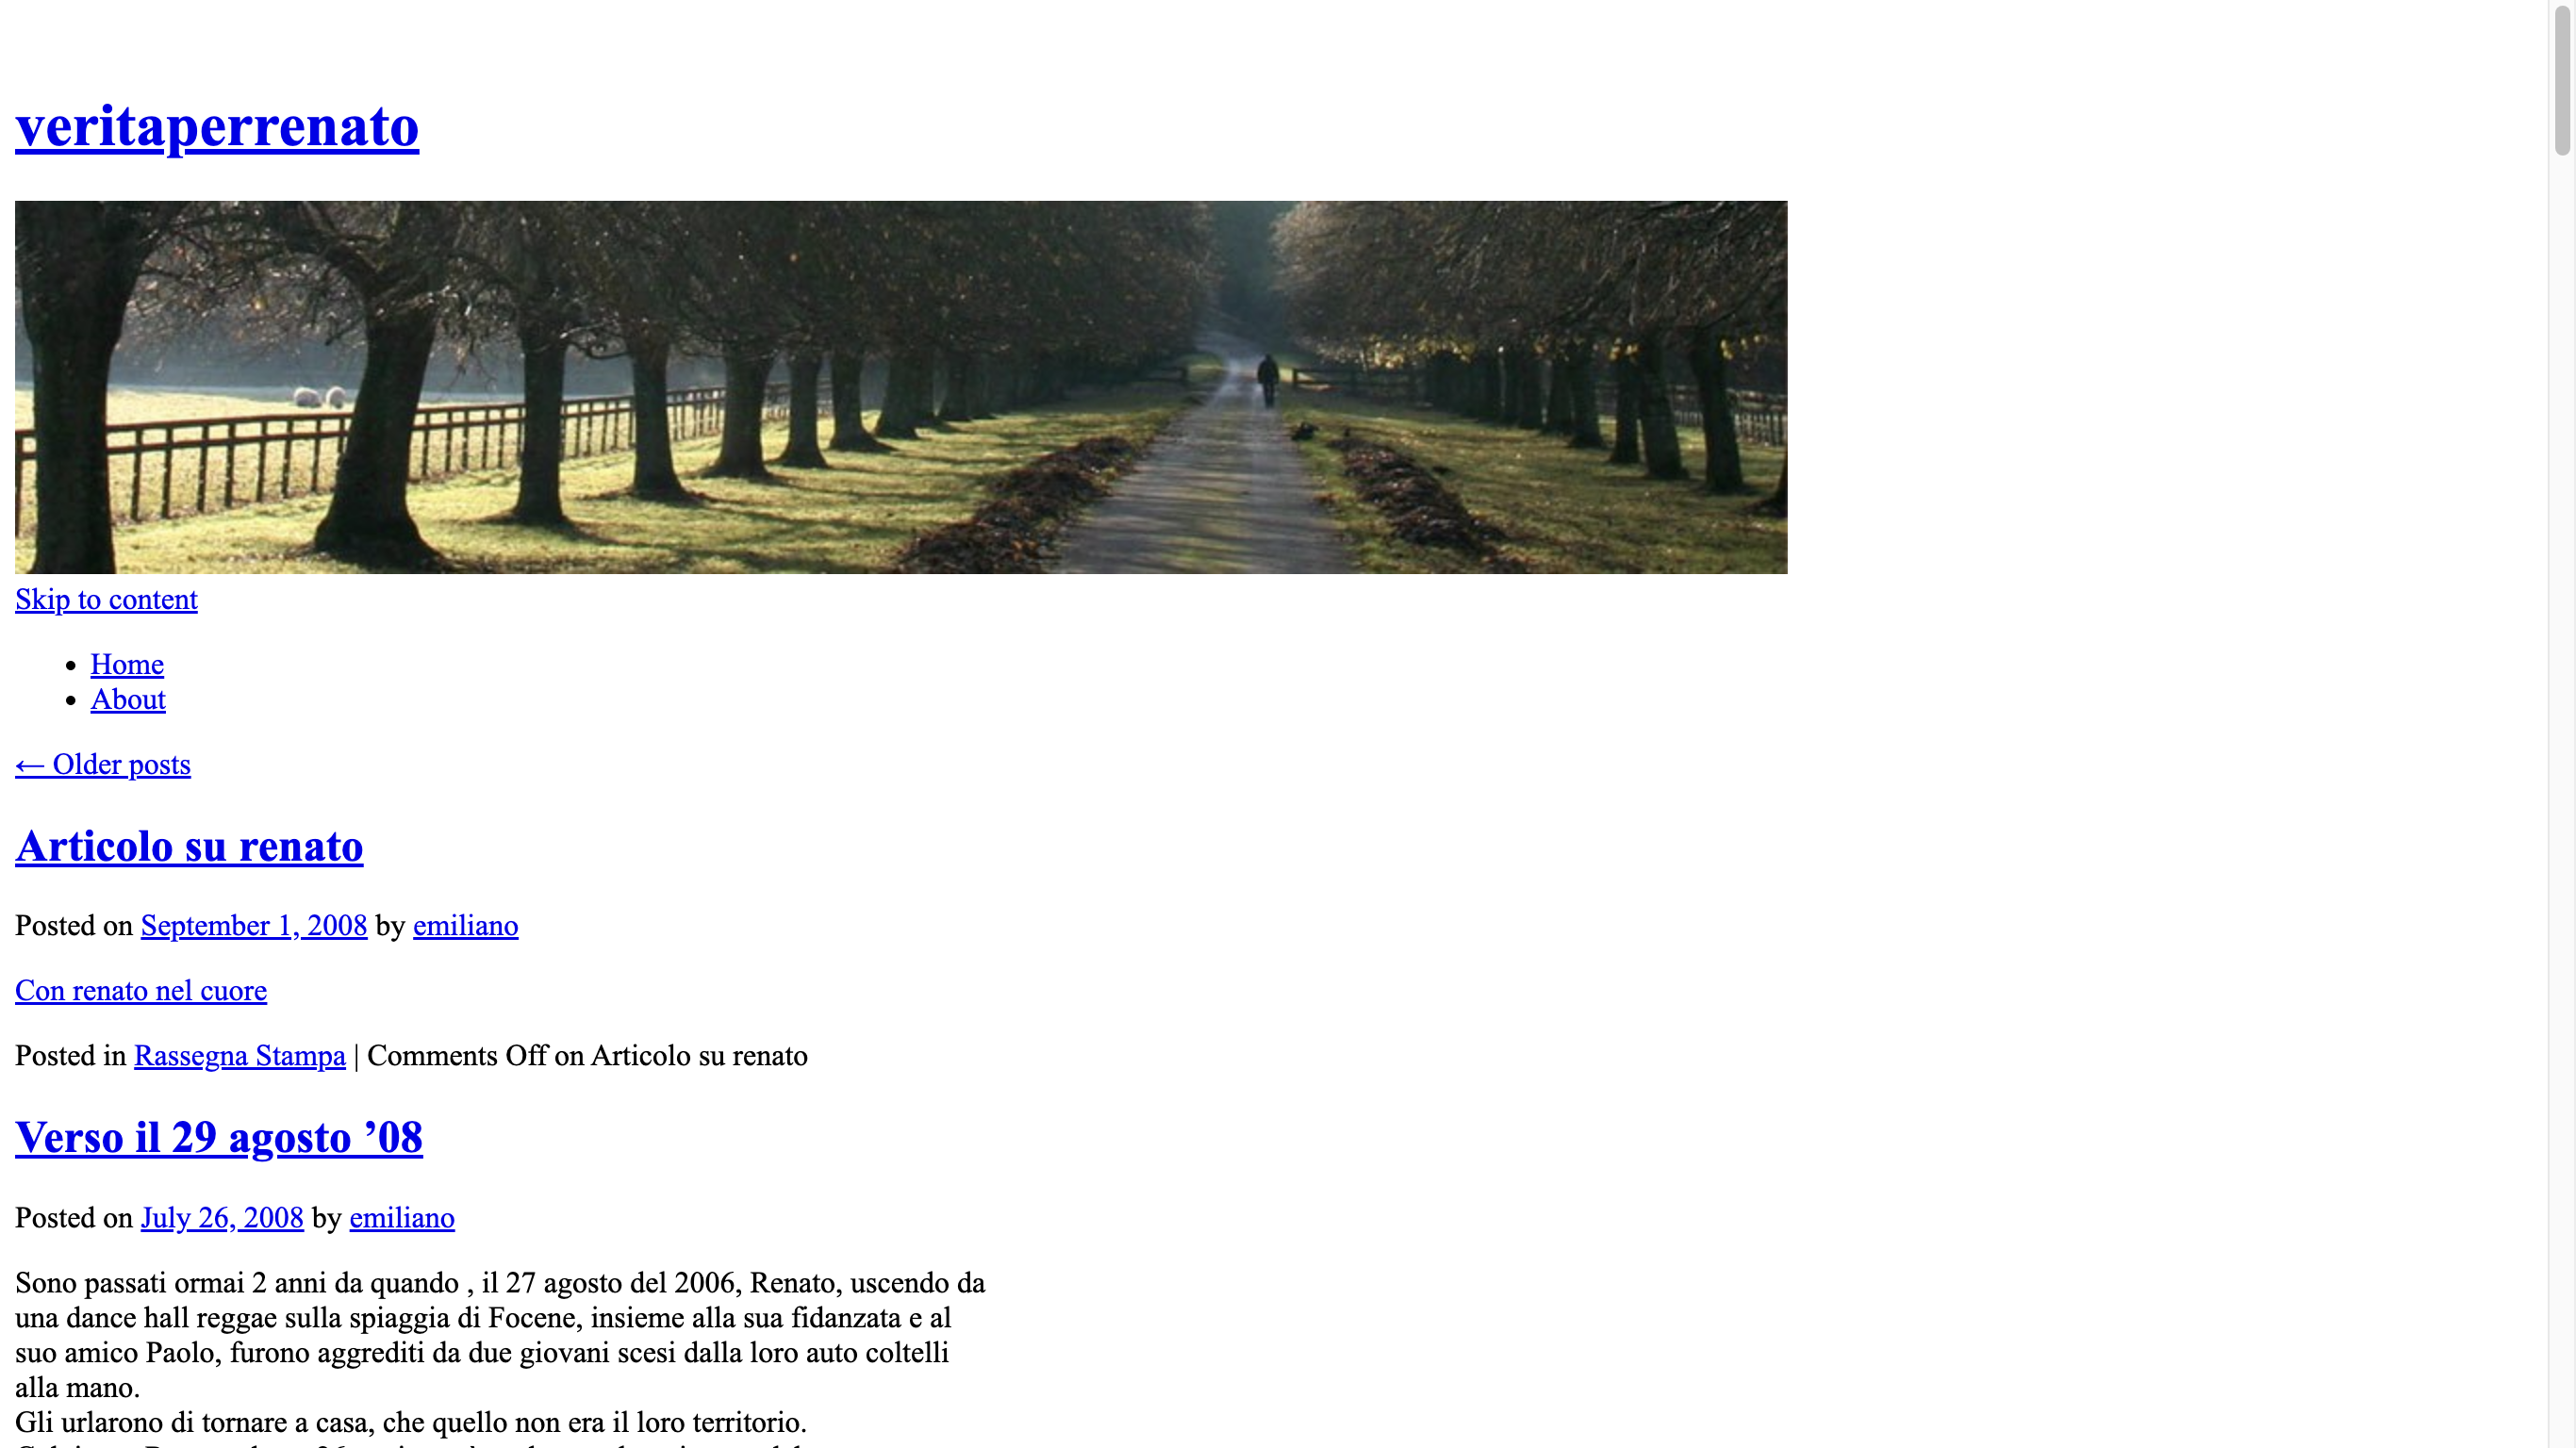 veritaperrenato
Skip to content
Home
About
← Older posts
Articolo su renato
Posted on September 1, 2008 by emiliano
Con renato nel cuore
Posted in Rassegna Stampa | Comments Off on Articolo su renato
Verso il 29 agosto ’08
Posted on July 26, 2008 by emiliano
Sono passati ormai 2 anni da quando , il 27 agosto del 2006, Renato, uscendo da
una dance hall reggae sulla spiaggia di Focene, insieme alla sua fidanzata e al
suo amico Paolo, furono aggrediti da due giovani scesi dalla loro auto coltelli
alla mano.
Gli urlarono di tornare a casa, che quello non era il loro territorio.